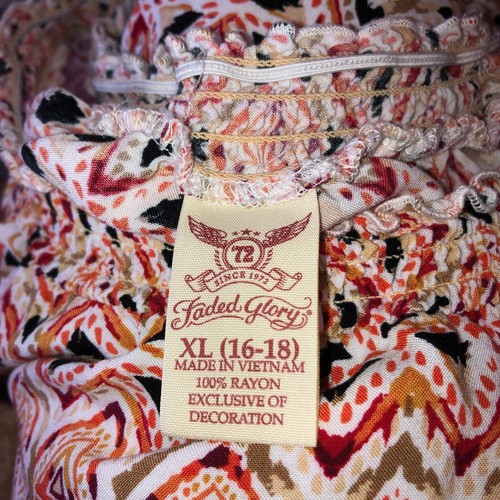 72
SINCE 1972
Faded Glory®
XL (16-18)
MADE IN VIETNAM
100% RAYON
EXCLUSIVE OF
DECORATION